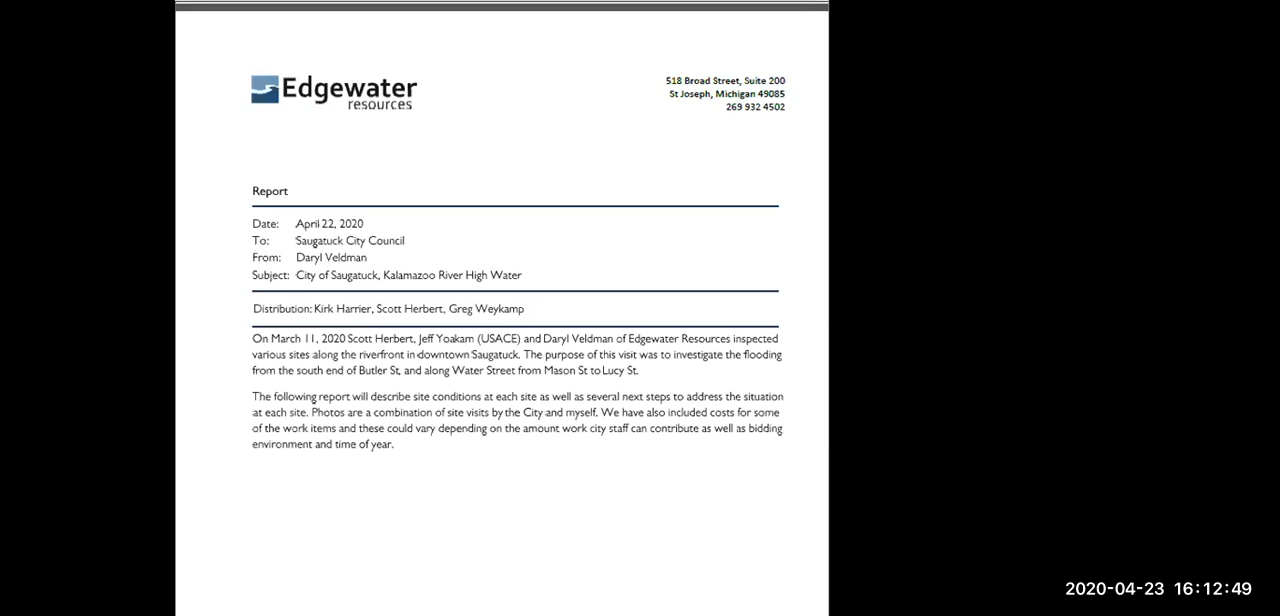 Edgewater
resources
518 Broad Street, Suite 200
St Joseph, Michigan 49085
269 932 4502
Report
Date: April 22, 2020
To: Saugatuck City Council
From: Daryl Veldman
Subject: City of Saugatuck, Kalamazoo River High Water
Distribution: Kirk Harrier, Scott Herbert, Greg Weykamp
On March 11, 2020 Scott Herbert, Jeff Yoakam (USACE) and Daryl Veldman of Edgewater Resources inspected
various sites along the riverfront in downtown Saugatuck. The purpose of this visit was to investigate the flooding
from the south end of Butler St, and along Water Street from Mason St to Lucy St.
The following report will describe site conditions at each site as well as several next steps to address the situation
at each site. Photos are a combination of site visits by the City and myself. We have also included costs for some
of the work items and these could vary depending on the amount work city staff can contribute as well as bidding
environment and time of year.
2020-04-23 16:12:49